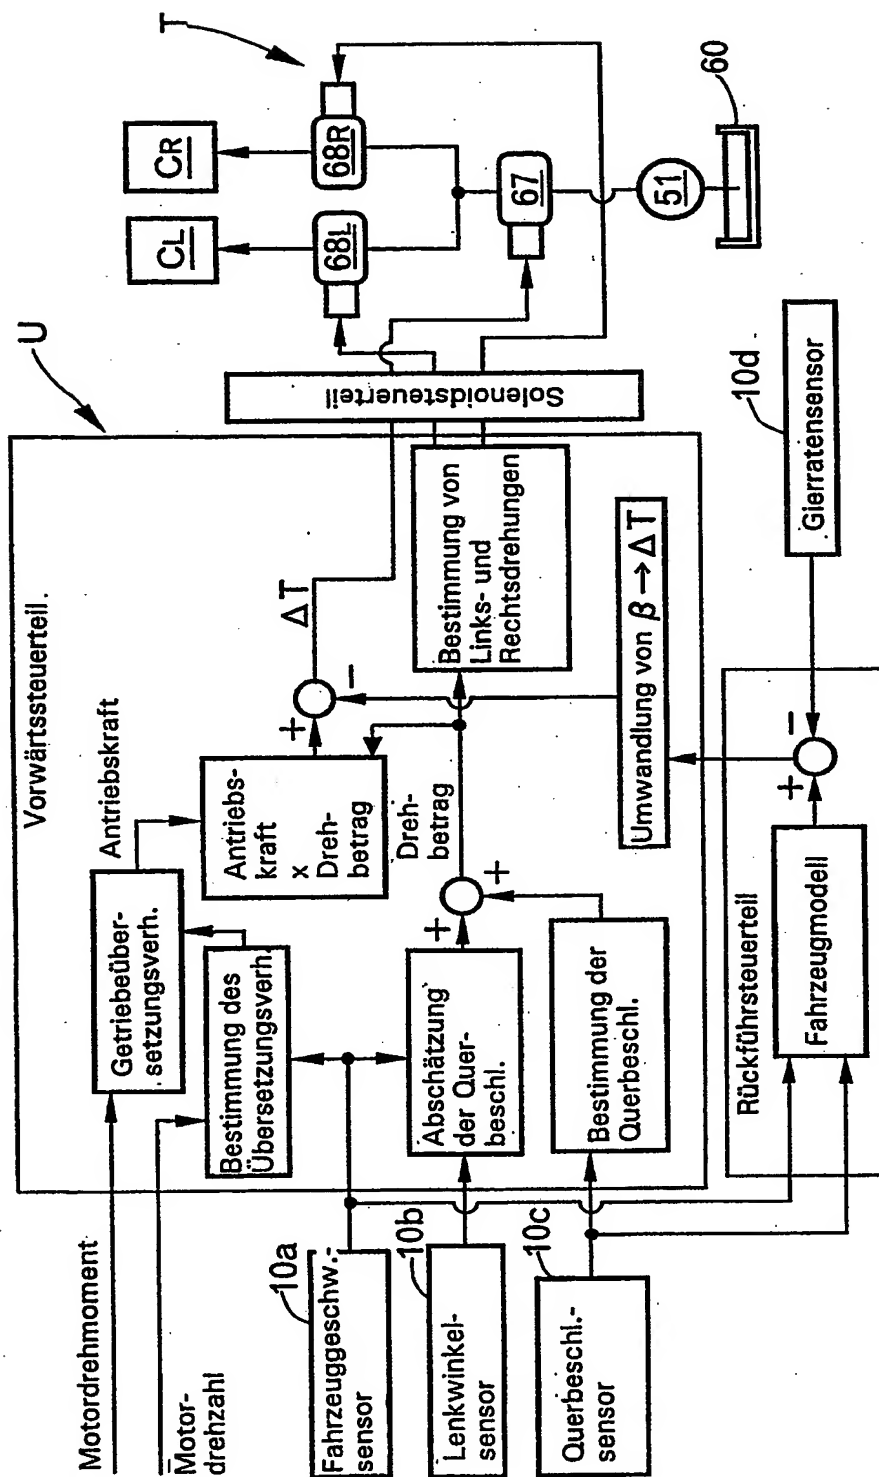 Motordrehmoment
Motor-
drehzahl
10a
Fahrzeuggeschw.-
sensor
10b
Lenkwinkel-
sensor
10c
Querbeschl.-
sensor
Vorwärtssteuerteil.
U
Getriebeüber-
setzungsverh.
Antriebskraft
Bestimmung des
Übersetzungsverh.
Antriebs-
kraft
x
Dreh-
betrag
+
-
ΔT
Abschätzung
der Quer-
beschl.
+
+
Dreh-
betrag
Bestimmung der
Querbeschl.
Bestimmung von
Links- und
Rechtsdrehungen
Umwandlung von β→ΔT
Rückführsteuerteil
Fahrzeugmodell
+
-
10d
Gierratensensor
Solenoidsteuerteil
T
CL
CR
68L
68R
67
51
60